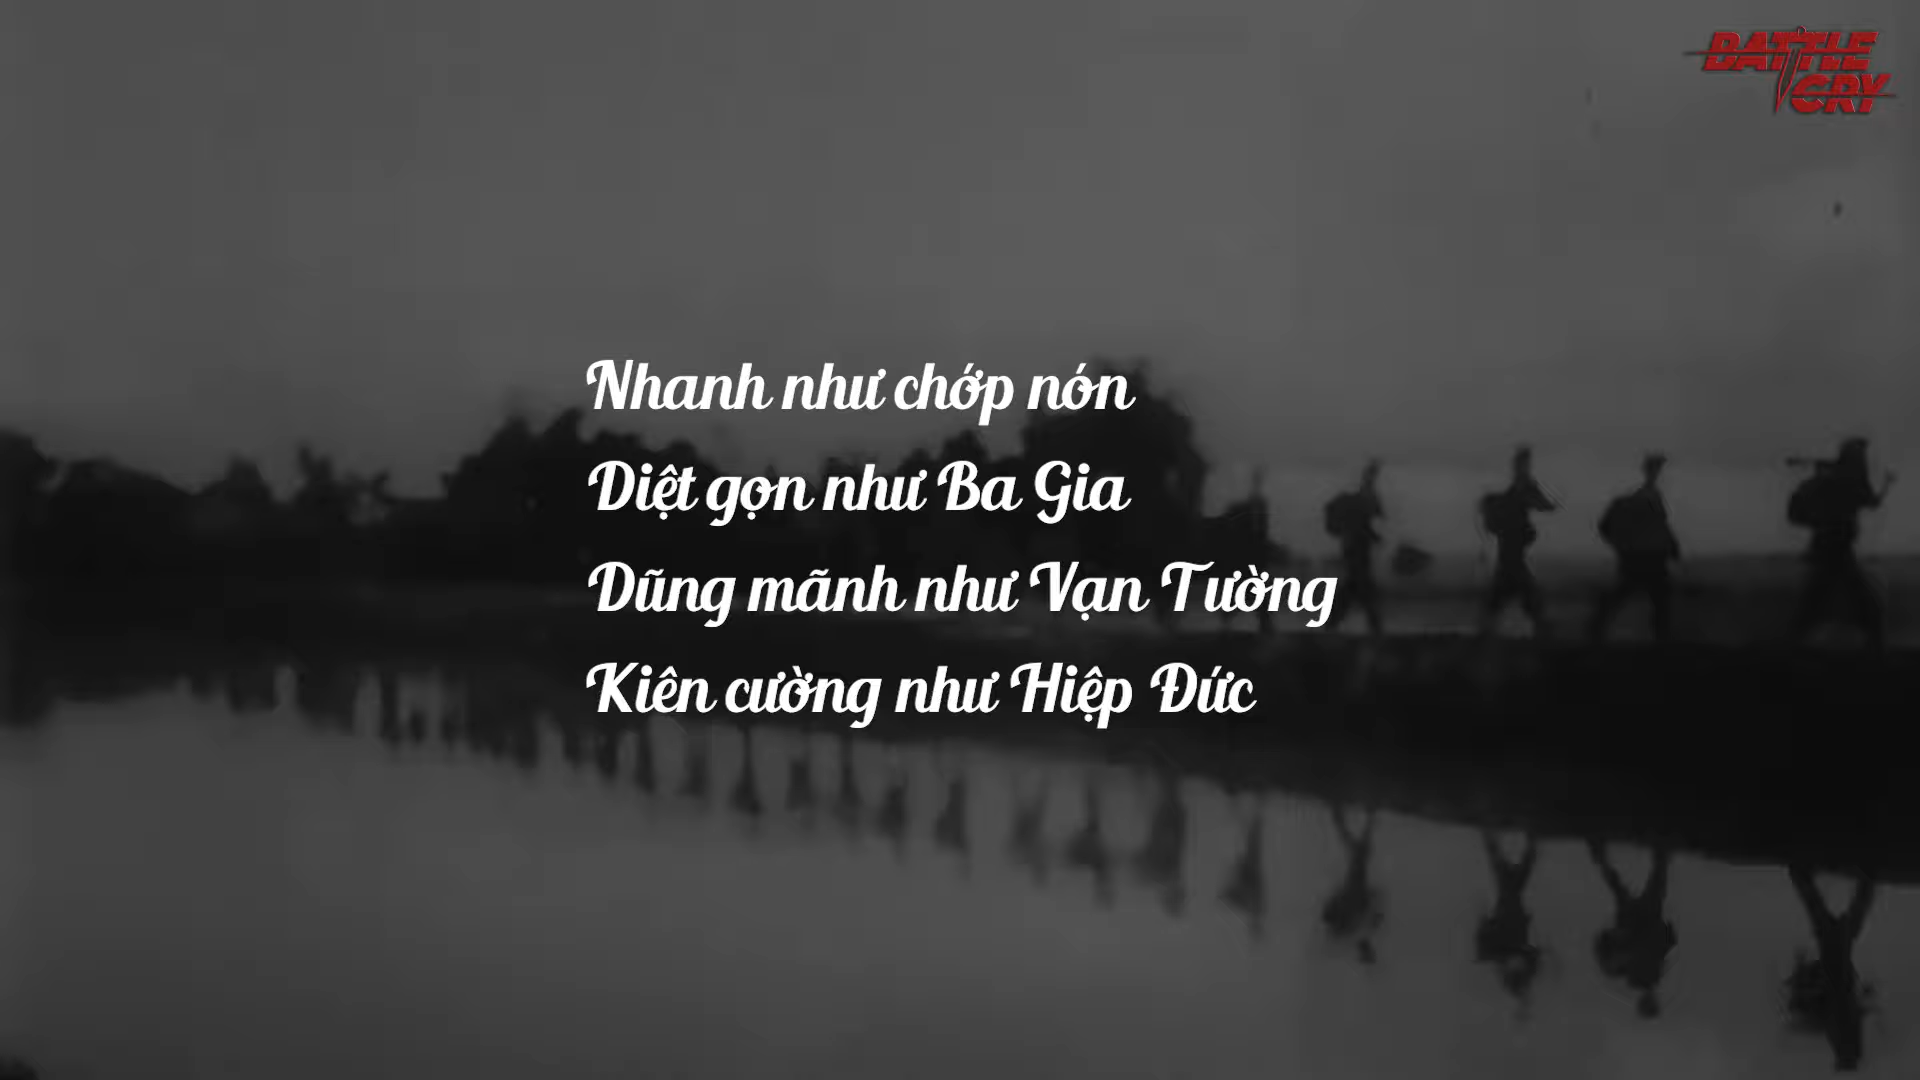 BATTLE
CRY
Nhanh như chớp nón
Diệt gọn như Ba Gia
Dũng mãnh như Vạn Tường
Kiên cường như Hiệp Đức